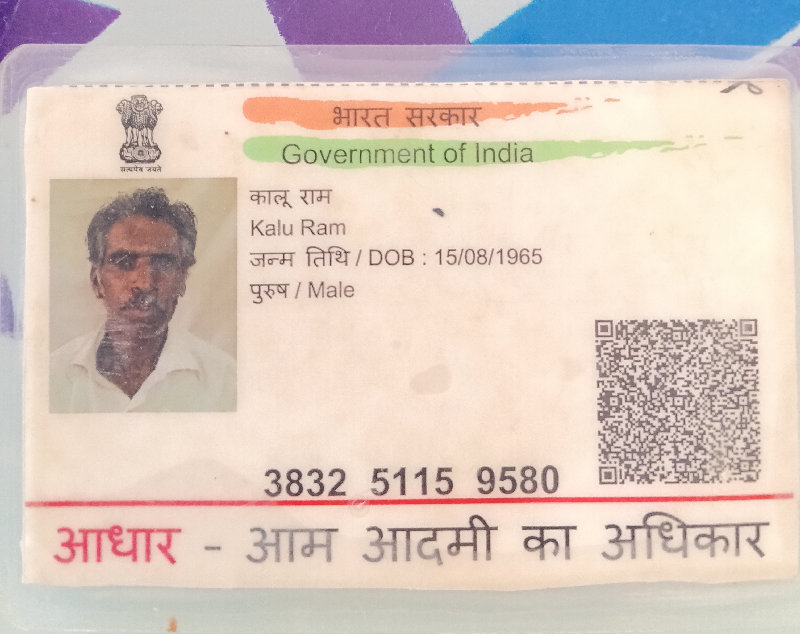 सत्यमेव जयते
भारत सरकार
Government of India
कालू राम
Kalu Ram
जन्म तिथि / DOB : 15/08/1965
पुरुष / Male
3832 5115 9580
आधार - आम आदमी का अधिकार